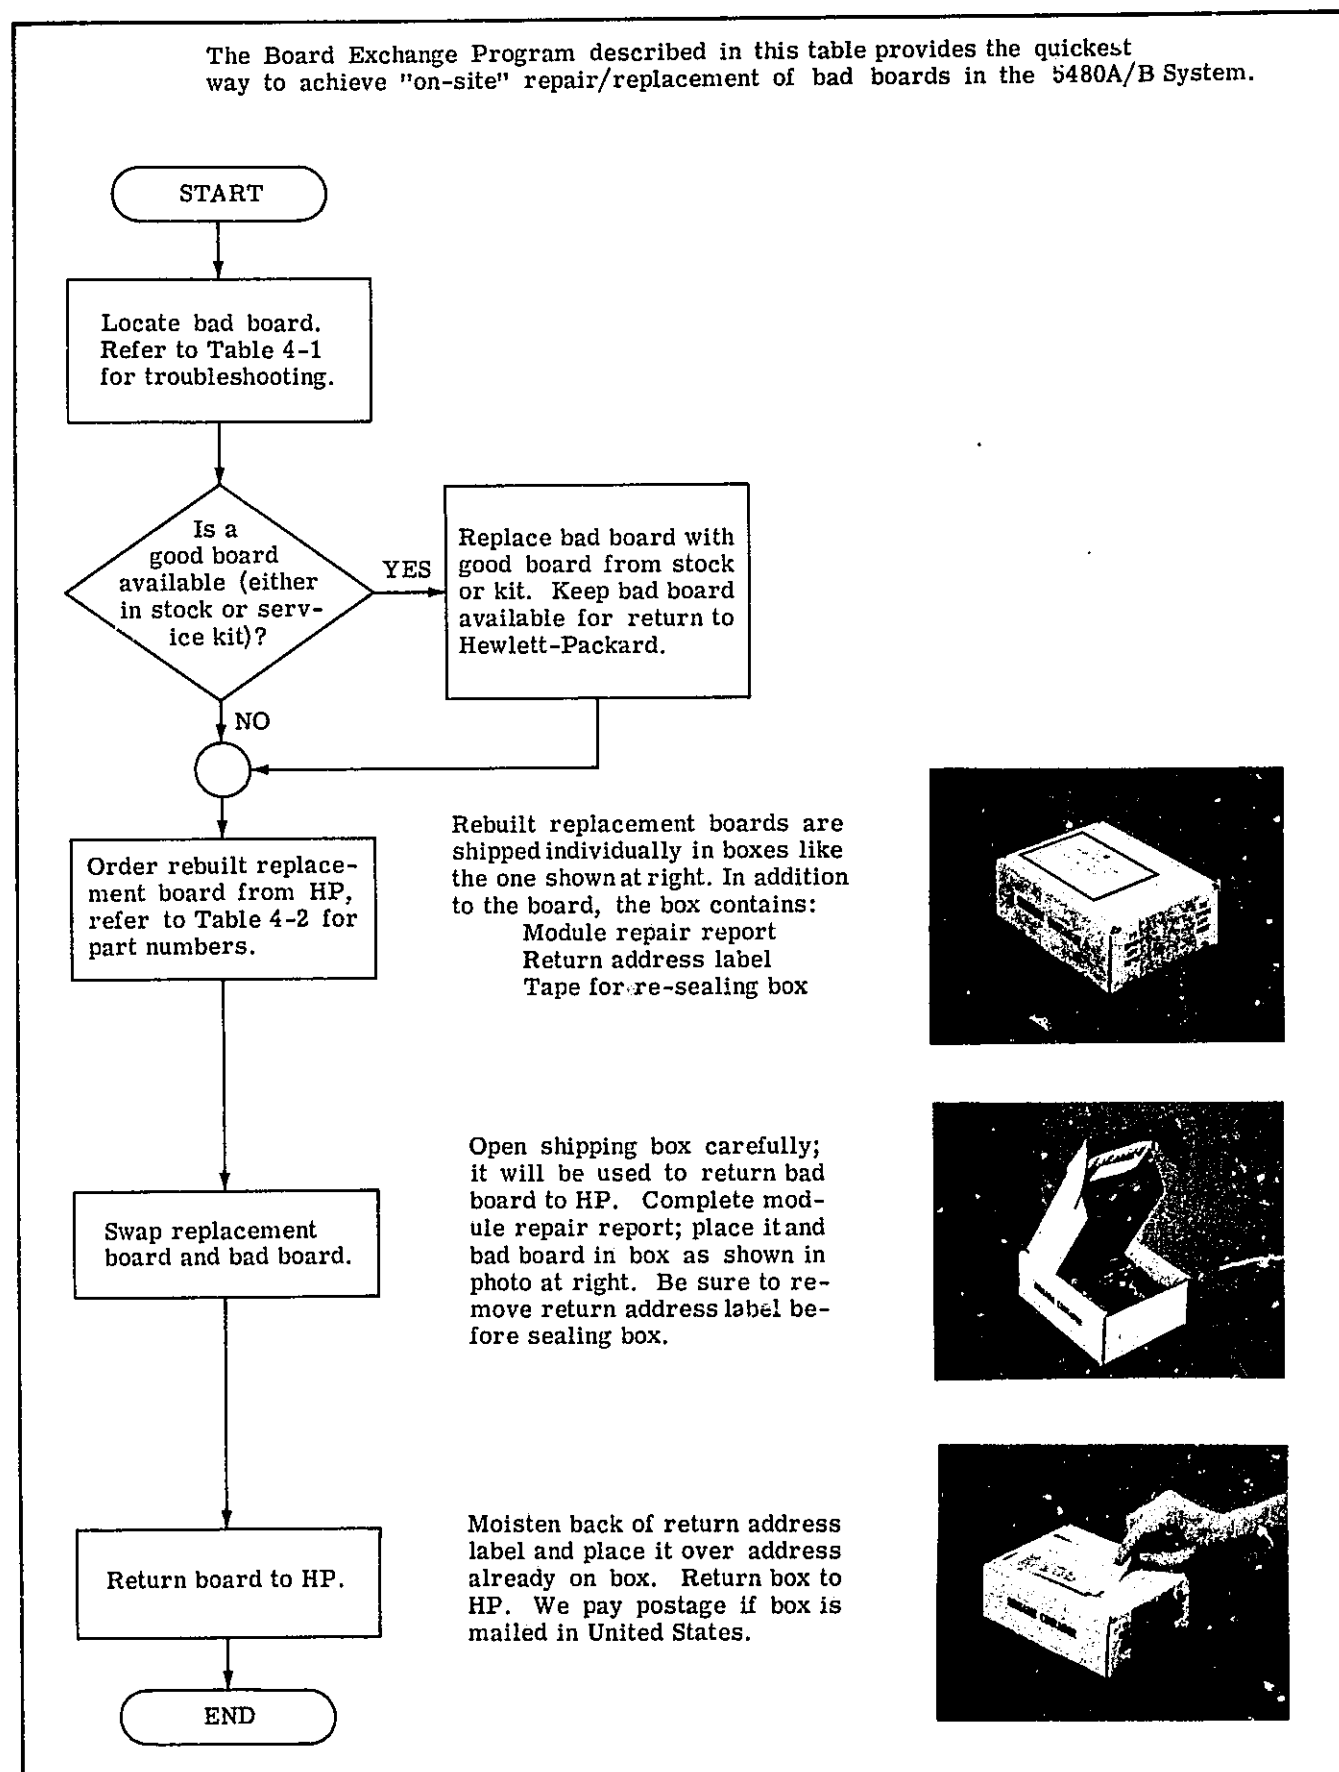 The Board Exchange Program described in this table provides the quickest
way to achieve "on-site" repair/replacement of bad boards in the 5480A/B System.
START
Locate bad board.
Refer to Table 4-1
for troubleshooting.
Is a
good board
available (either
in stock or serv-
ice kit)?
YES
Replace bad board with
good board from stock
or kit. Keep bad board
available for return to
Hewlett-Packard.
NO
Order rebuilt replace-
ment board from HP,
refer to Table 4-2 for
part numbers.
Rebuilt replacement boards are
shipped individually in boxes like
the one shown at right. In addition
to the board, the box contains:
Module repair report
Return address label
Tape for re-sealing box
Swap replacement
board and bad board.
Open shipping box carefully;
it will be used to return bad
board to HP. Complete mod-
ule repair report; place it and
bad board in box as shown in
photo at right. Be sure to re-
move return address label be-
fore sealing box.
Return board to HP.
Moisten back of return address
label and place it over address
already on box. Return box to
HP. We pay postage if box is
mailed in United States.
END